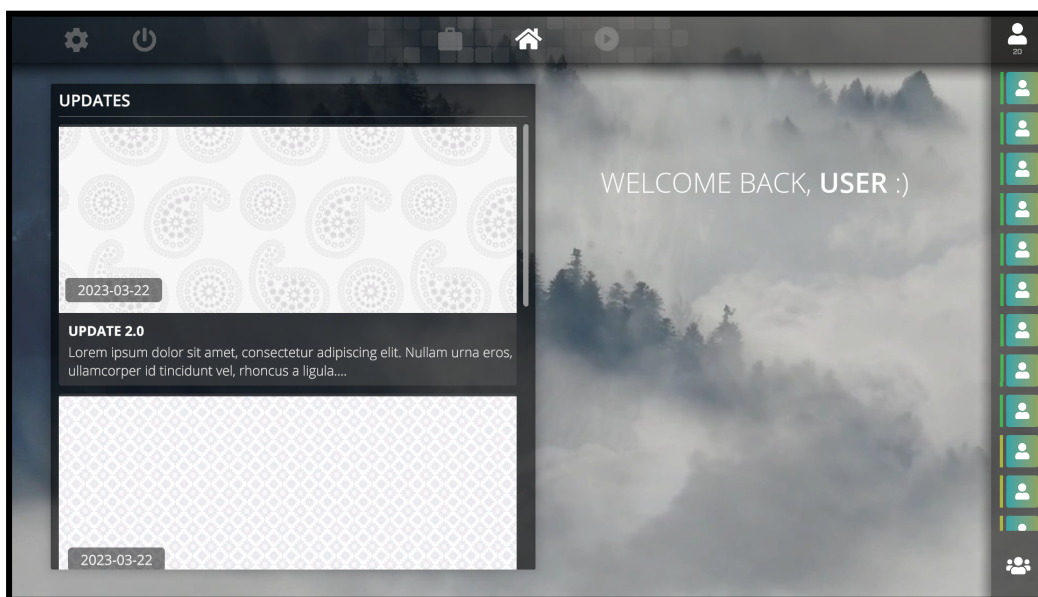 20
UPDATES
WELCOME BACK, USER :)
2023-03-22
UPDATE 2.0
Lorem ipsum dolor sit amet, consectetur adipiscing elit. Nullam urna eros,
ullamcorper id tincidunt vel, rhoncus a ligula....
2023-03-22